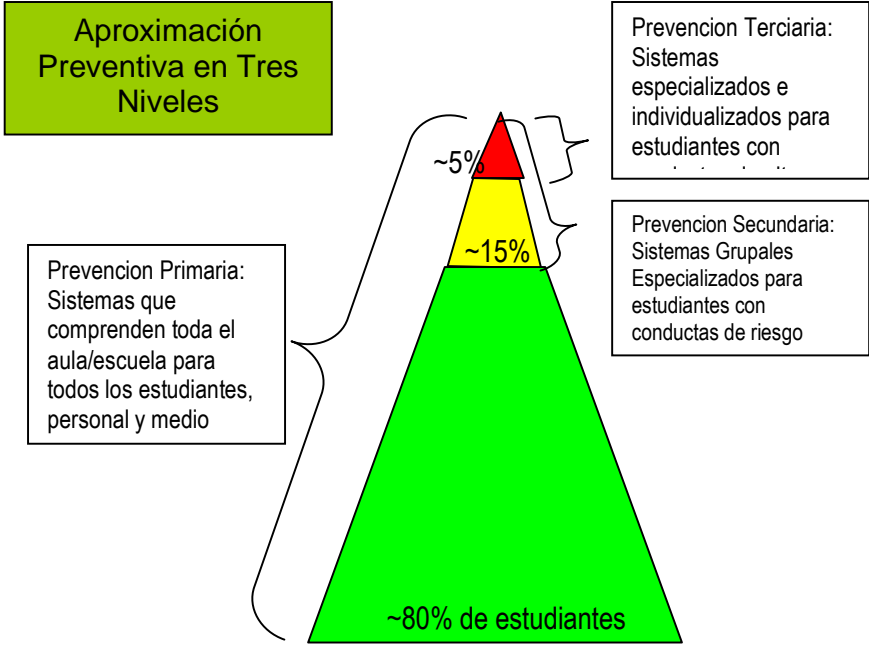 Aproximación
Preventiva en Tres
Niveles
Prevencion Terciaria:
Sistemas
especializados e
individualizados para
estudiantes con
~5%
~15%
Prevencion Secundaria:
Sistemas Grupales
Especializados para
estudiantes con
conductas de riesgo
Prevencion Primaria:
Sistemas que
comprenden toda el
aula/escuela para
todos los estudiantes,
personal y medio
~80% de estudiantes